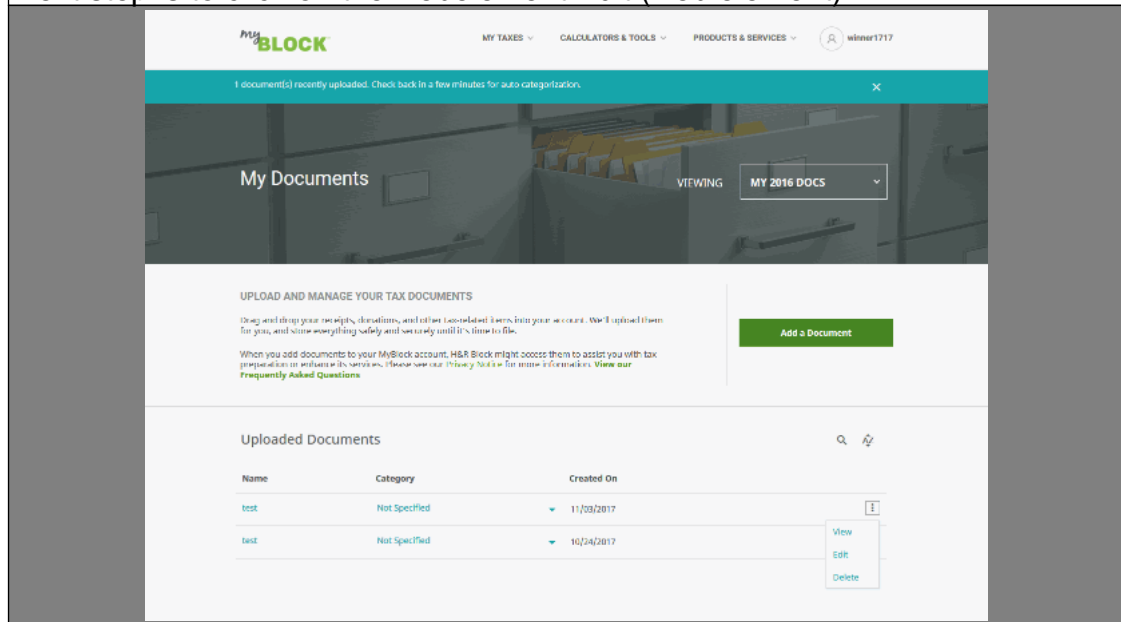 my
BLOCK
MY TAXES
CALCULATORS & TOOLS
PRODUCTS & SERVICES
winner1717
1 document(s) recently uploaded. Check back in a few minutes for auto categorization.
My Documents
VIEWING
MY 2016 DOCS
UPLOAD AND MANAGE YOUR TAX DOCUMENTS
Drag and drop your receipts, donations, and other tax-related items into your account. We'll upload them
for you, and store everything safely and securely until it's time to file.
Add a Document
When you add documents to your MyBlock account, H&R Block might access them to assist you with tax
preparation or enhance its services. Please see our Privacy Notice for more information. View our
Frequently Asked Questions
Uploaded Documents
Name Category Created On
test Not Specified 11/03/2017
View
test Not Specified 10/24/2017
Edit
Delete